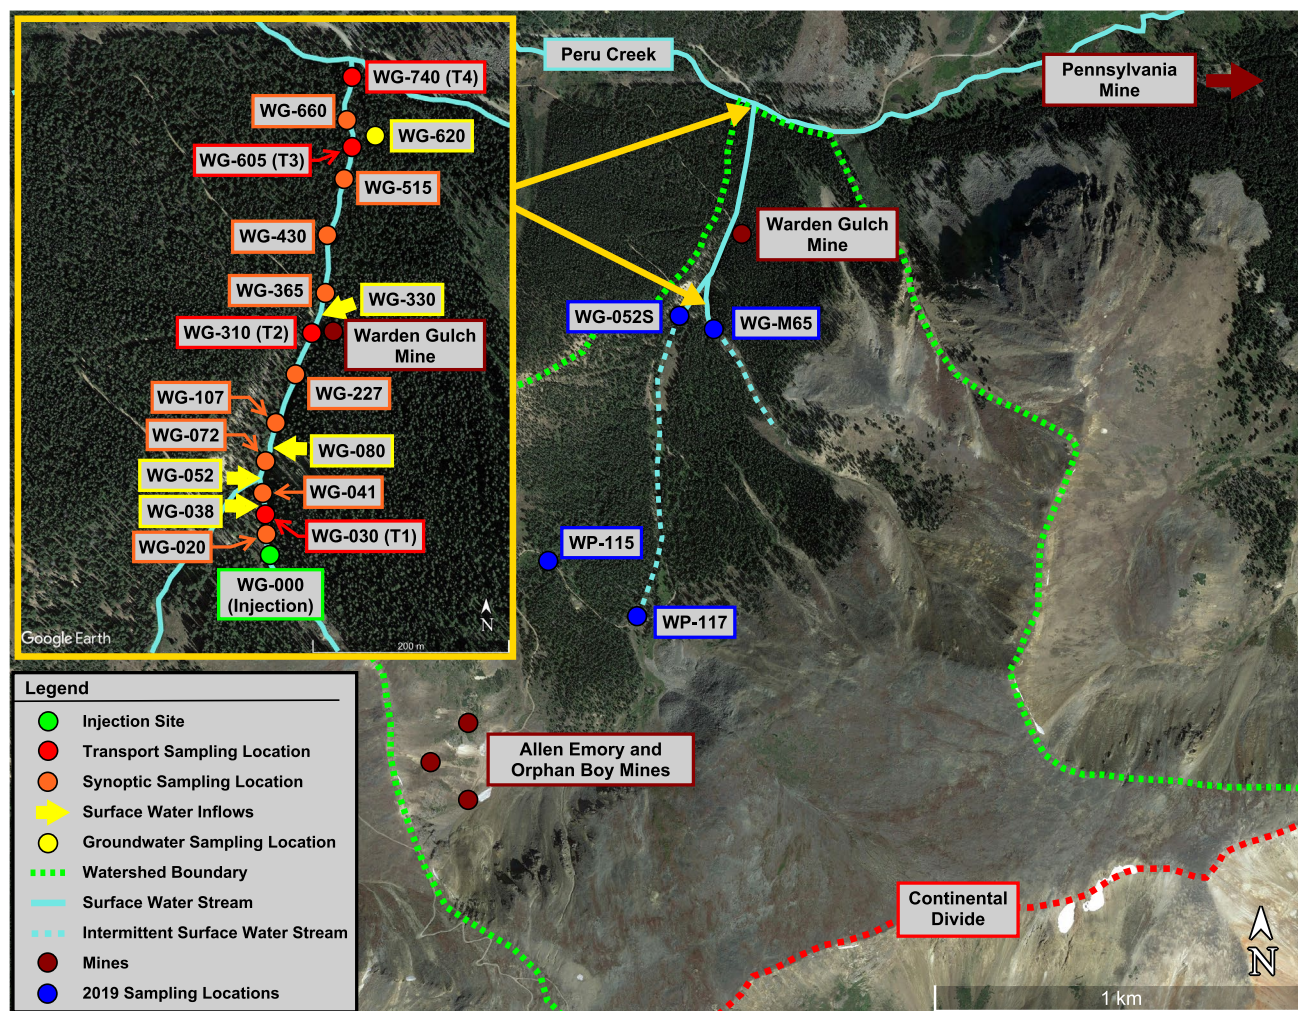 Peru Creek
Pennsylvania
Mine
WG-740 (T4)
WG-660
WG-620
WG-605 (T3)
WG-515
WG-430
WG-365
WG-330
WG-310 (T2)
Warden Gulch
Mine
WG-227
WG-107
WG-072
WG-080
WG-052
WG-041
WG-038
WG-030 (T1)
WG-020
WG-000
(Injection)
Google Earth
N
200 m
Warden Gulch
Mine
WG-052S
WG-M65
WP-115
WP-117
Allen Emory and
Orphan Boy Mines
Continental
Divide
N
1 km
Legend
Injection Site
Transport Sampling Location
Synoptic Sampling Location
Surface Water Inflows
Groundwater Sampling Location
Watershed Boundary
Surface Water Stream
Intermittent Surface Water Stream
Mines
2019 Sampling Locations